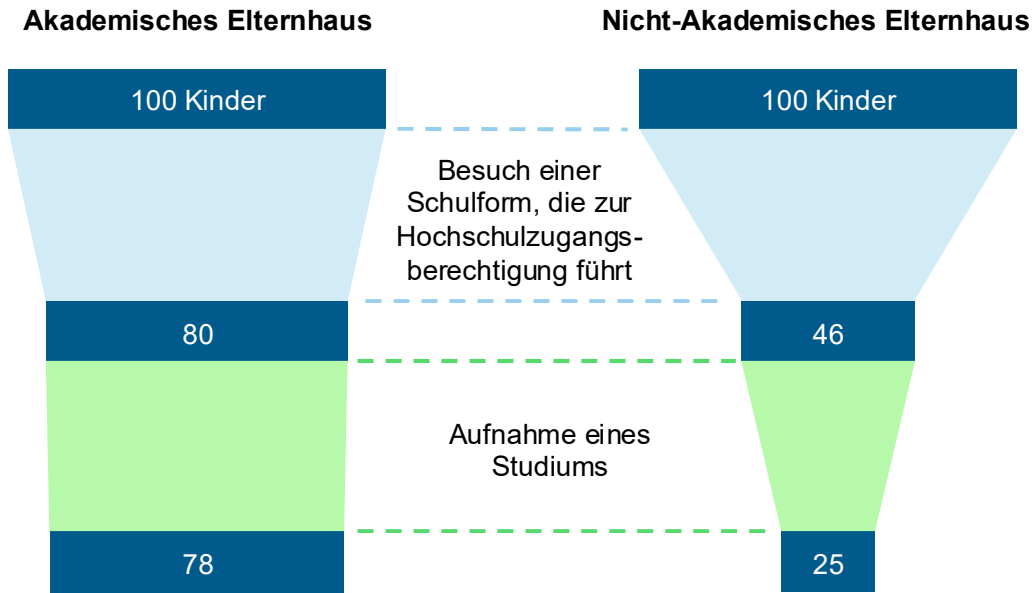 Akademisches Elternhaus
Nicht-Akademisches Elternhaus
100 Kinder
100 Kinder
Besuch einer
Schulform, die zur
Hochschulzugangs-
berechtigung führt
80
46
Aufnahme eines
Studiums
78
25